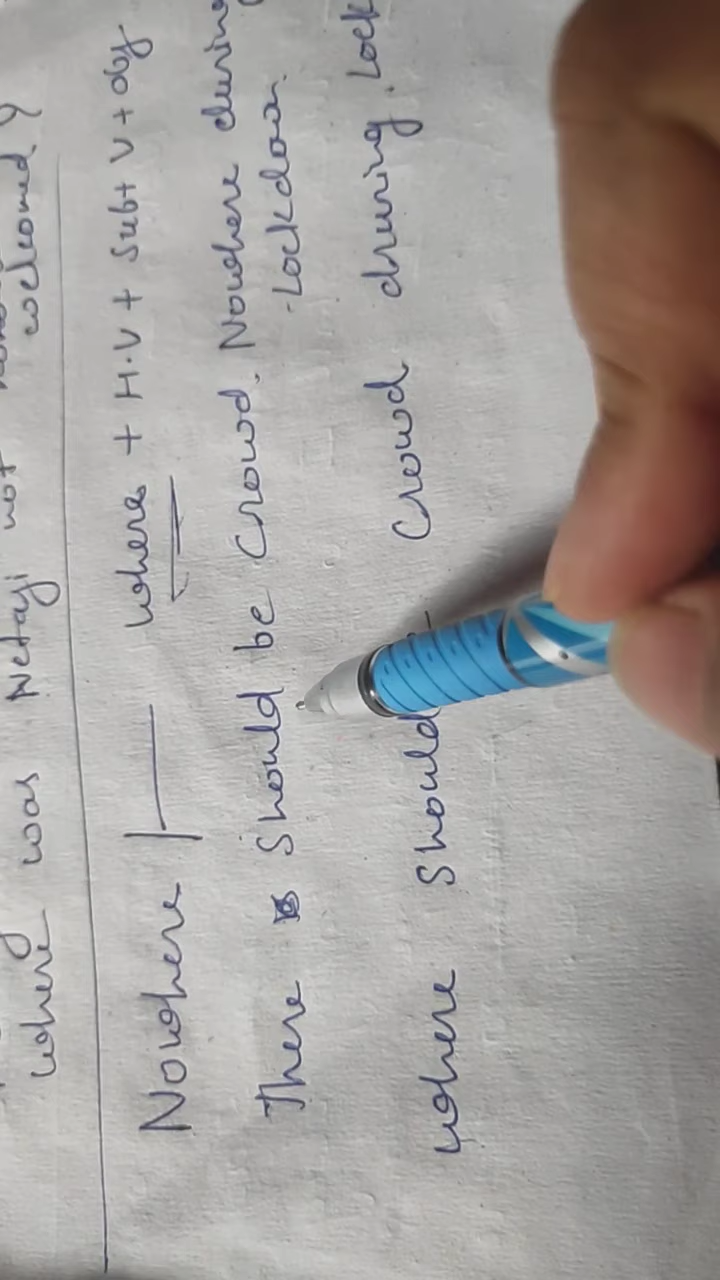 not
welcomed ?
where was Netaji
Nowhere where + H.V + Subt V + obj
There Should be Crowd. Nowhere during
-Lockdown.
where Should Crowd during Lock